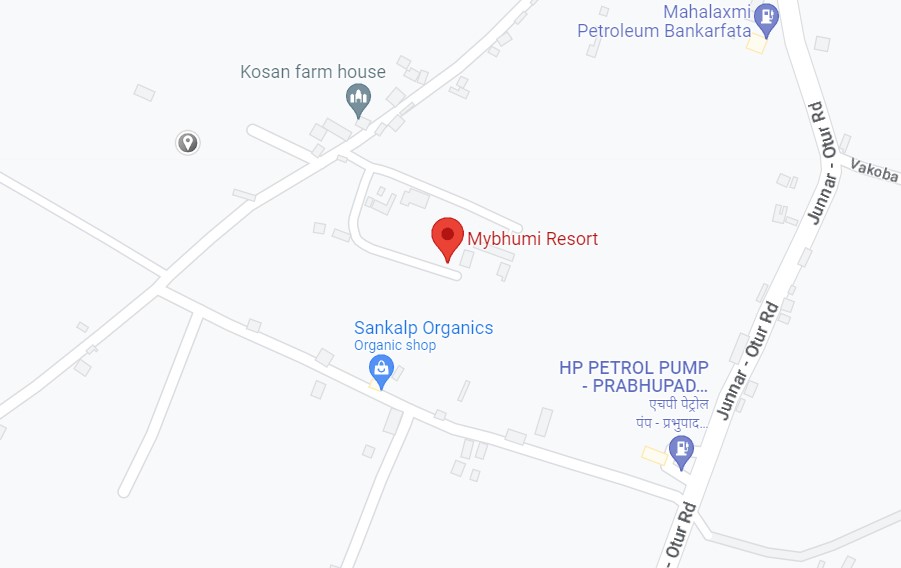 Mahalaxmi
Petroleum Bankarfata
Kosan farm house
Junnar - Otur Rd
Vakoba
Mybhumi Resort
Sankalp Organics
Organic shop
Junnar - Otur Rd
HP PETROL PUMP
- PRABHUPAD...
एचपी पेट्रोल
पंप - प्रभुपाद...
- Otur Rd